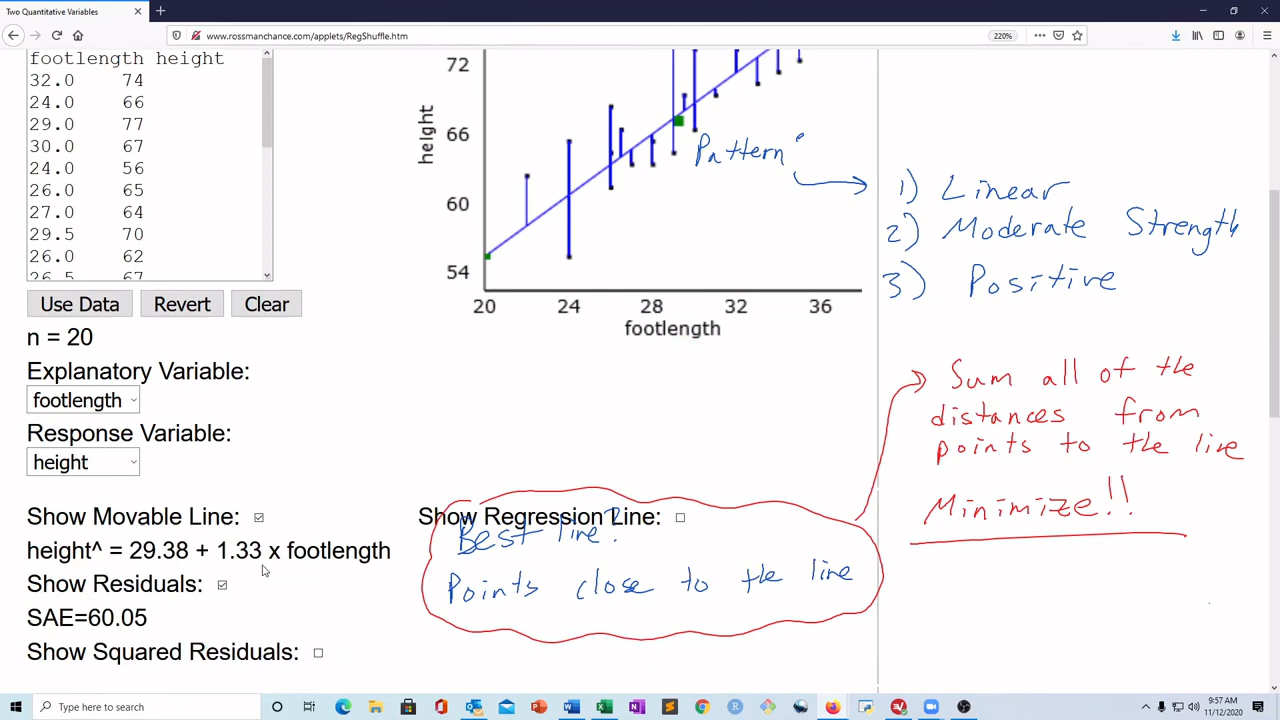 Two Quantitative Variables
www.rossmanchance.com/applets/RegShuffle.htm
220%
footlength height
32.0 74
24.0 66
29.0 77
30.0 67
24.0 56
26.0 65
27.0 64
29.5 70
26.0 62
26.5 67
Use Data Revert Clear
n = 20
Explanatory Variable:
footlength
Response Variable:
height
Show Movable Line:
height^ = 29.38 + 1.33 x footlength
Show Residuals:
SAE=60.05
Show Squared Residuals:
72
66
60
54
height
20 24 28 32 36
footlength
Pattern
Show Regression Line:
Best line?
Points close to the line
1) Linear
2) Moderate Strength
3) Positive
Sum all of the
distances from
points to the line
Minimize!!
Type here to search
9:57 AM
11/12/2020